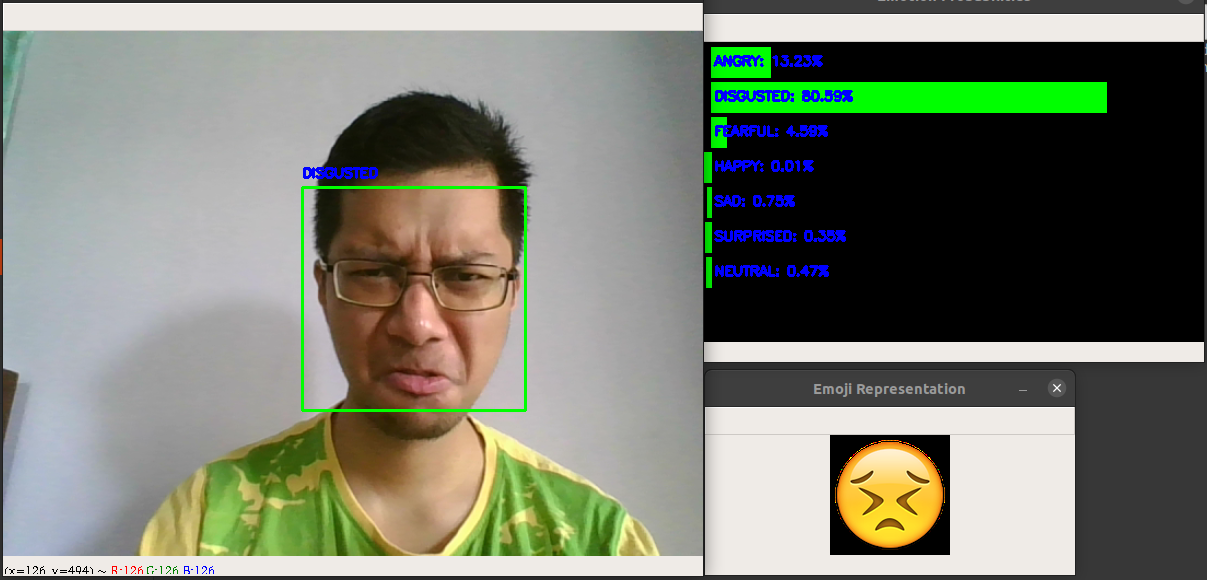 DISGUSTED
(x=126, y=494) ~ R:126 G:126 B:126
ANGRY: 13.23%
DISGUSTED: 80.59%
FEARFUL: 4.59%
HAPPY: 0.01%
SAD: 0.75%
SURPRISED: 0.35%
NEUTRAL: 0.47%
Emoji Representation